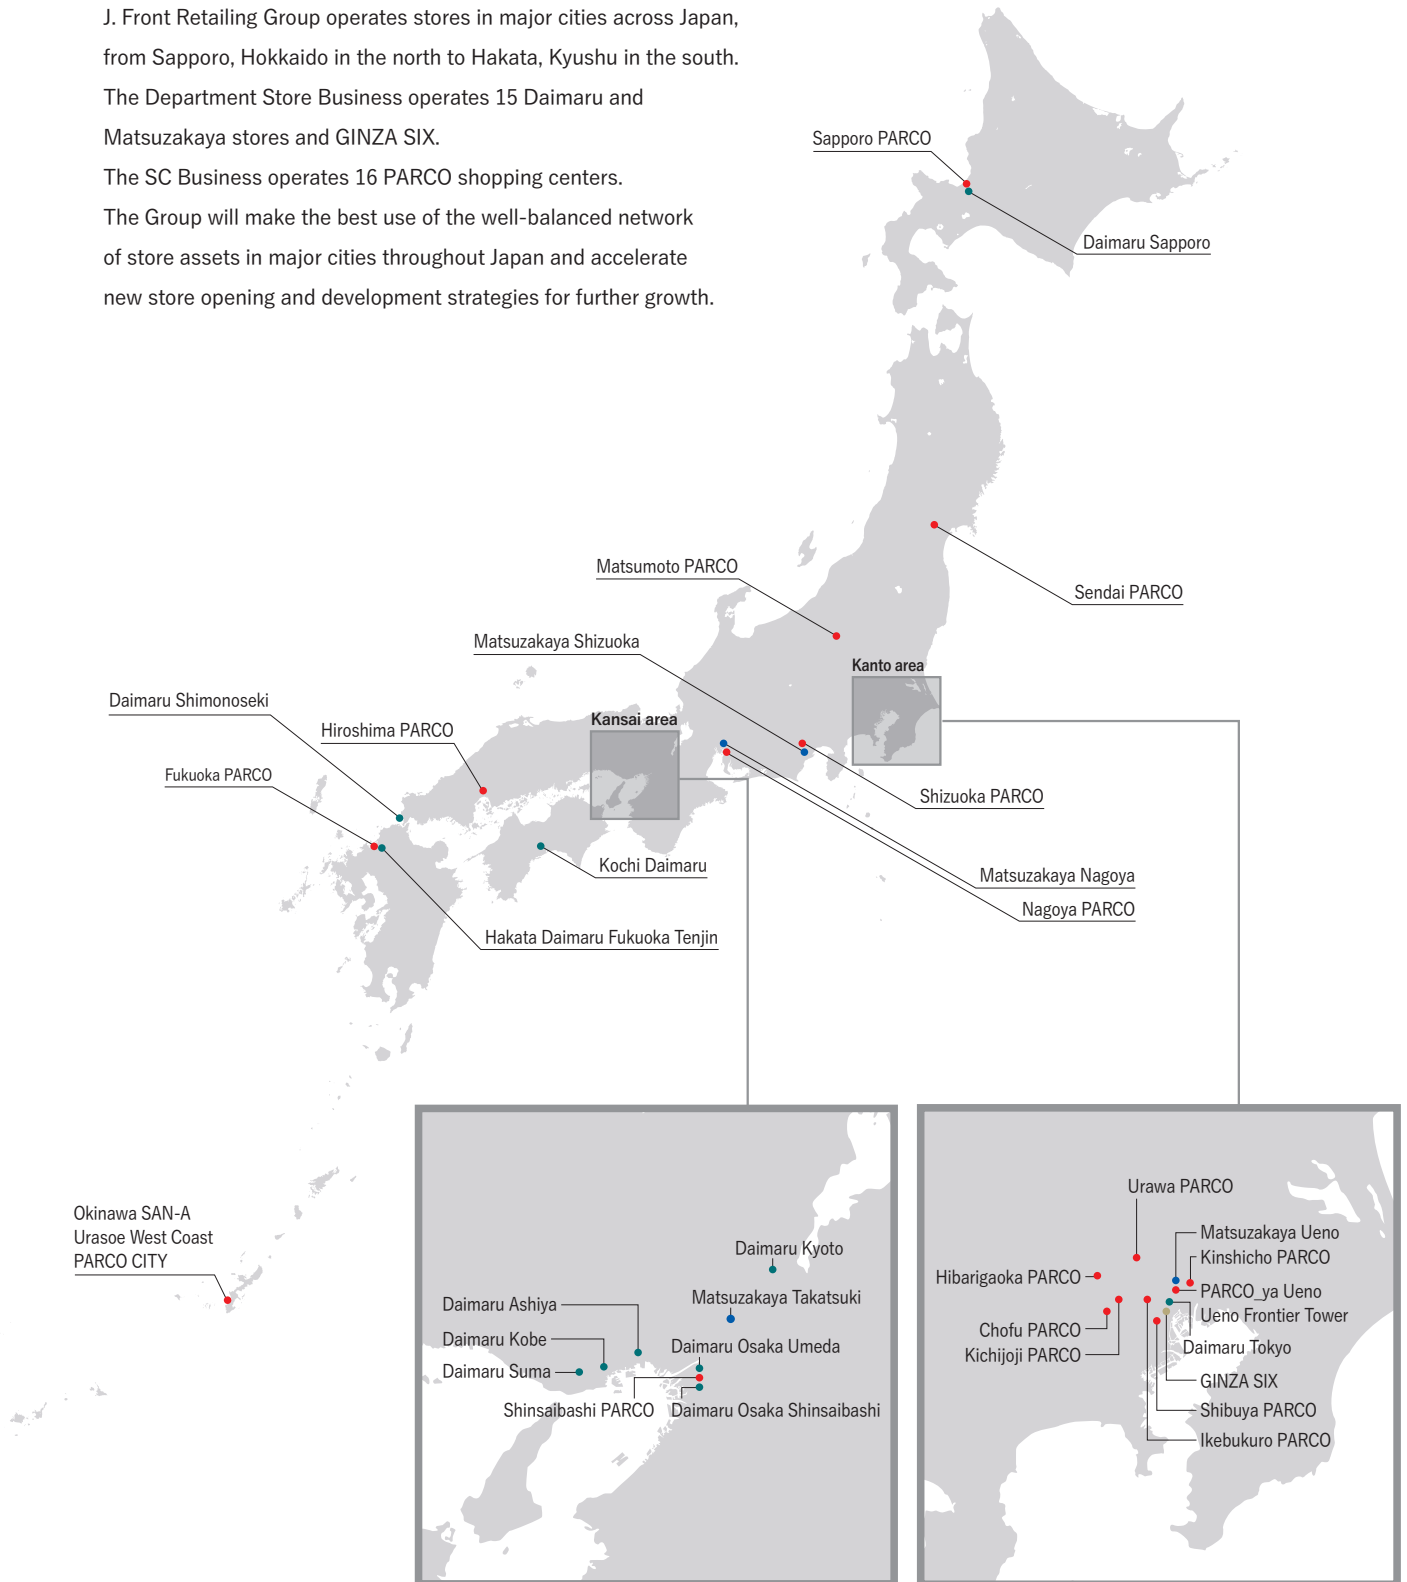 J. Front Retailing Group operates stores in major cities across Japan,
from Sapporo, Hokkaido in the north to Hakata, Kyushu in the south.
The Department Store Business operates 15 Daimaru and
Matsuzakaya stores and GINZA SIX.
The SC Business operates 16 PARCO shopping centers.
The Group will make the best use of the well-balanced network
of store assets in major cities throughout Japan and accelerate
new store opening and development strategies for further growth.
Sapporo PARCO
Daimaru Sapporo
Matsumoto PARCO
Sendai PARCO
Matsuzakaya Shizuoka
Kanto area
Daimaru Shimonoseki
Kansai area
Hiroshima PARCO
Fukuoka PARCO
Shizuoka PARCO
Kochi Daimaru
Matsuzakaya Nagoya
Nagoya PARCO
Hakata Daimaru Fukuoka Tenjin
Okinawa SAN-A
Urasoe West Coast
PARCO CITY
Daimaru Kyoto
Matsuzakaya Takatsuki
Daimaru Ashiya
Daimaru Kobe
Daimaru Osaka Umeda
Daimaru Suma
Shinsaibashi PARCO
Daimaru Osaka Shinsaibashi
Urawa PARCO
Matsuzakaya Ueno
Kinshicho PARCO
Hibarigaoka PARCO
PARCO_ya Ueno
Ueno Frontier Tower
Chofu PARCO
Daimaru Tokyo
Kichijoji PARCO
GINZA SIX
Shibuya PARCO
Ikebukuro PARCO